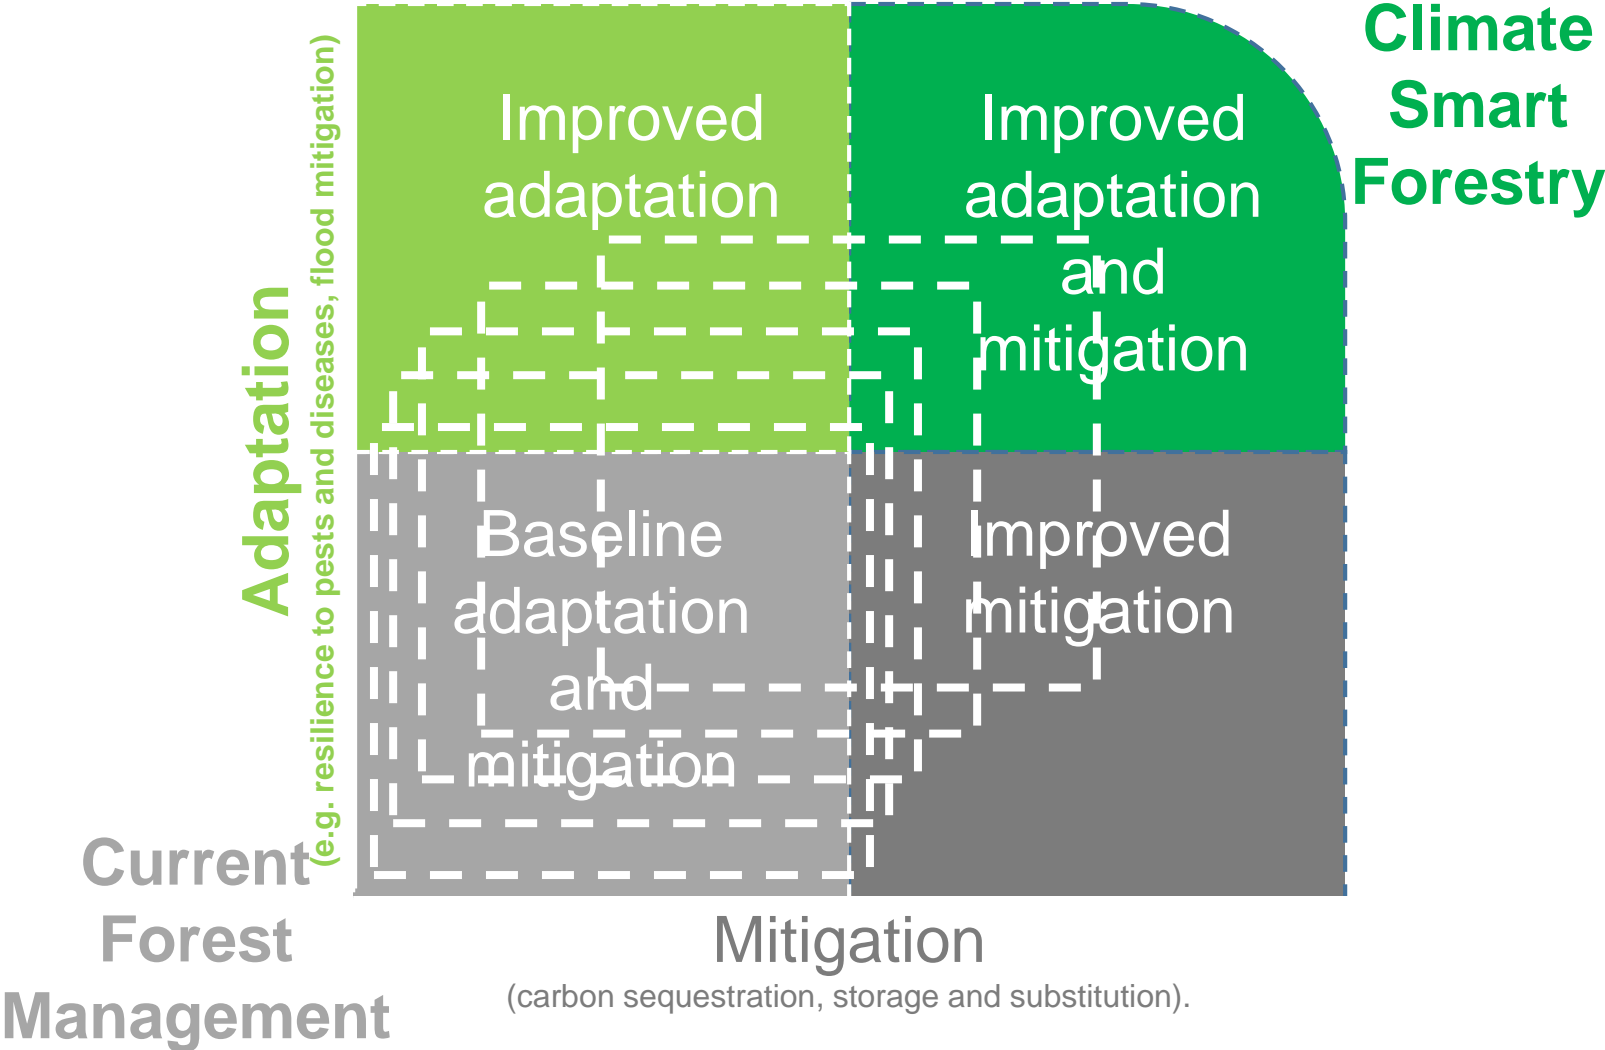 Climate
Smart
Forestry
Improved
adaptation
Improved
adaptation
and
mitigation
Adaptation
(e.g. resilience to pests and diseases, flood mitigation)
Baseline
adaptation
and
mitigation
Improved
mitigation
Current
Forest
Management
Mitigation
(carbon sequestration, storage and substitution).